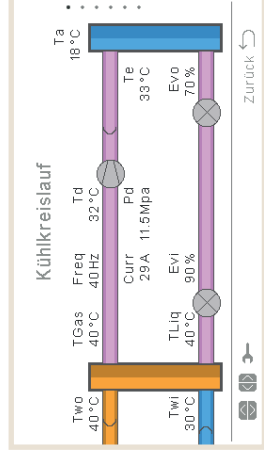 Kühlkreislauf
Two
40°C
TGas
40°C
Freq
40Hz
Td
32°C
Ta
18°C
Curr
29A
Pd
11.5Mpa
Te
33°C
Twi
30°C
TLiq
40°C
Evi
90%
Evo
70%
Zurück